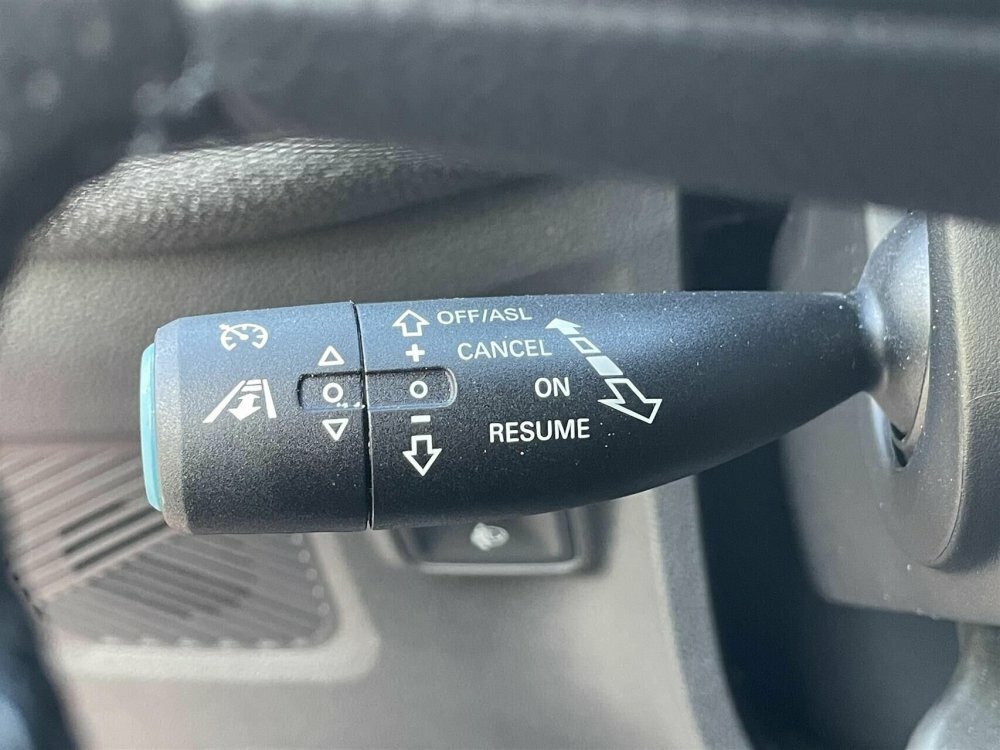 OFF/ASL
+
CANCEL
ON
-
RESUME